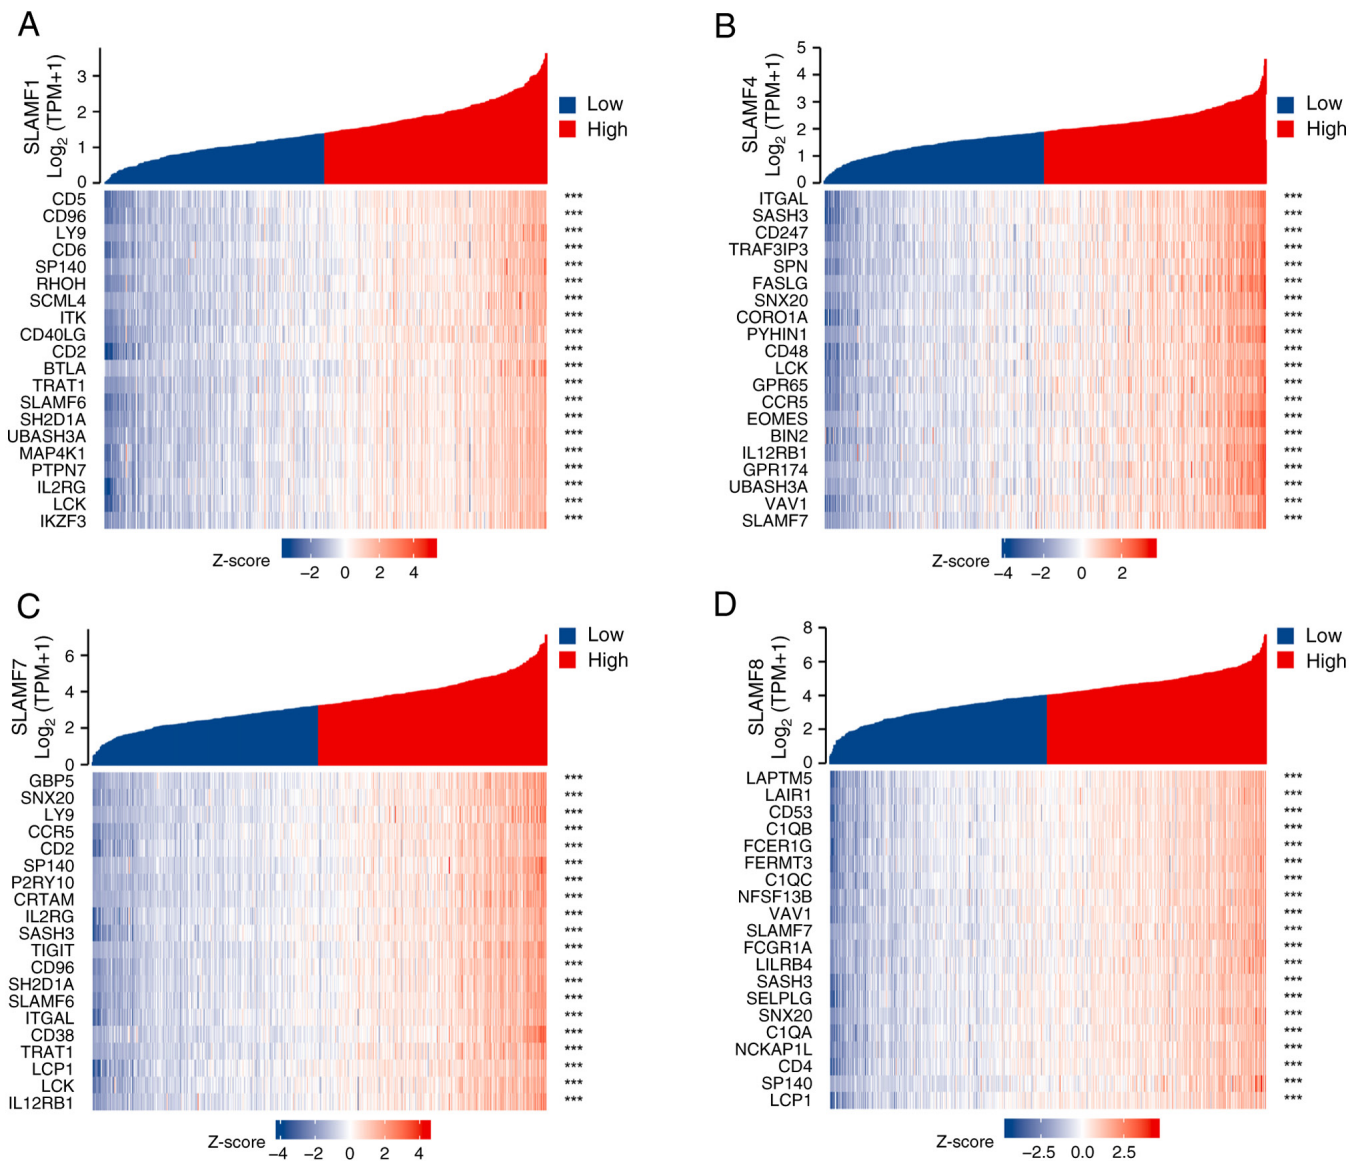 A
SLAMF1
Log2 (TPM+1)
3
2
1
0
Low
High
CD5 ***
CD96 ***
LY9 ***
CD6 ***
SP140 ***
RHOH ***
SCML4 ***
ITK ***
CD40LG ***
CD2 ***
BTLA ***
TRAT1 ***
SLAMF6 ***
SH2D1A ***
UBASH3A ***
MAP4K1 ***
PTPN7 ***
IL2RG ***
LCK ***
IKZF3 ***
Z-score
−2 0 2 4
B
SLAMF4
Log2 (TPM+1)
5
4
3
2
1
0
Low
High
ITGAL ***
SASH3 ***
CD247 ***
TRAF3IP3 ***
SPN ***
FASLG ***
SNX20 ***
CORO1A ***
PYHIN1 ***
CD48 ***
LCK ***
GPR65 ***
CCR5 ***
EOMES ***
BIN2 ***
IL12RB1 ***
GPR174 ***
UBASH3A ***
VAV1 ***
SLAMF7 ***
Z-score
−4 −2 0 2
C
SLAMF7
Log2 (TPM+1)
6
4
2
0
Low
High
GBP5 ***
SNX20 ***
LY9 ***
CCR5 ***
CD2 ***
SP140 ***
P2RY10 ***
CRTAM ***
IL2RG ***
SASH3 ***
TIGIT ***
CD96 ***
SH2D1A ***
SLAMF6 ***
ITGAL ***
CD38 ***
TRAT1 ***
LCP1 ***
LCK ***
IL12RB1 ***
Z-score
−4 −2 0 2 4
D
SLAMF8
Log2 (TPM+1)
8
6
4
2
0
Low
High
LAPTM5 ***
LAIR1 ***
CD53 ***
C1QB ***
FCER1G ***
FERMT3 ***
C1QC ***
NFSF13B ***
VAV1 ***
SLAMF7 ***
FCGR1A ***
LILRB4 ***
SASH3 ***
SELPLG ***
SNX20 ***
C1QA ***
NCKAP1L ***
CD4 ***
SP140 ***
LCP1 ***
Z-score
−2.5 0.0 2.5